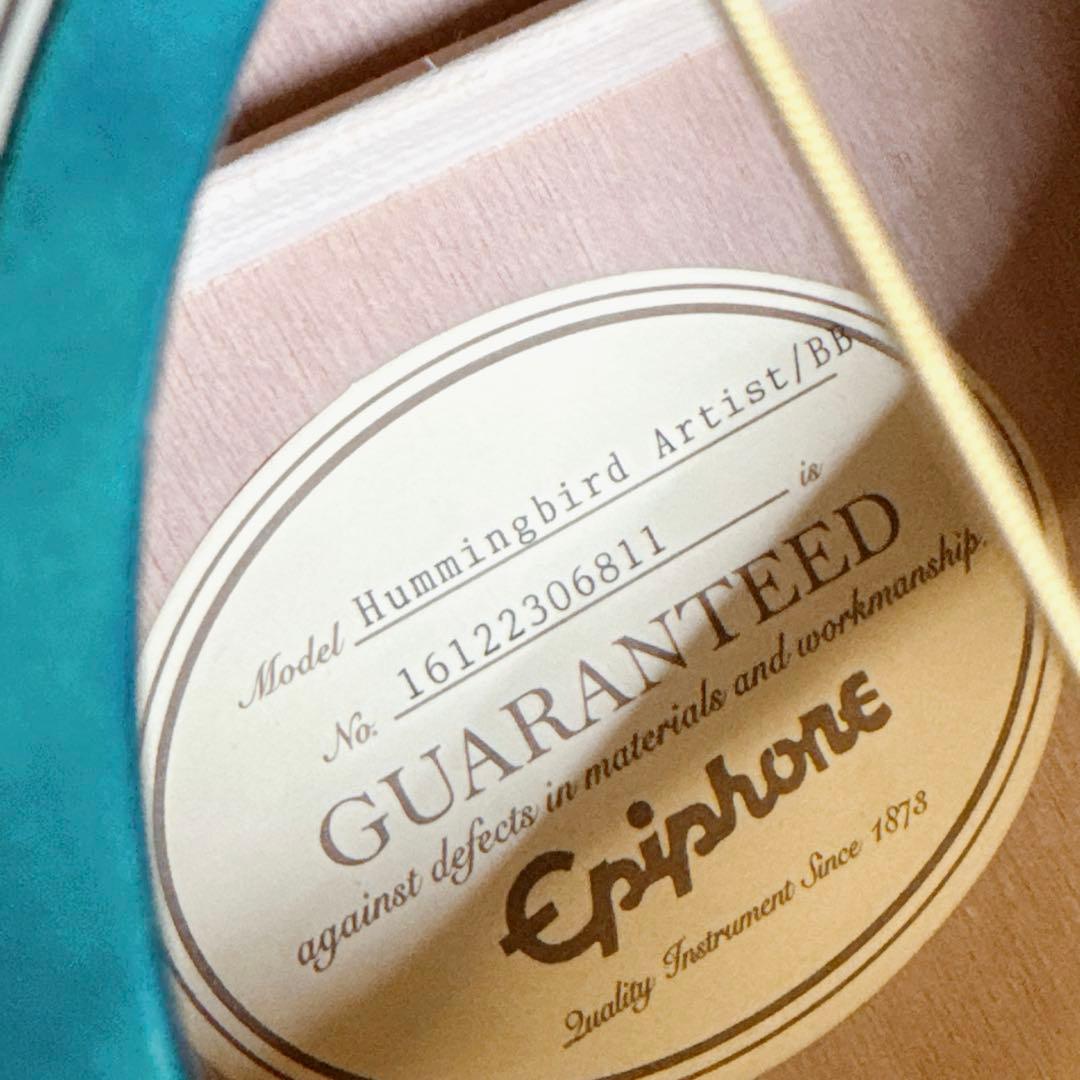 Model Hummingbird Artist/BB
No. 16122306811 is
GUARANTEED
against defects in materials and workmanship.
Epiphone
Quality Instrument Since 1873